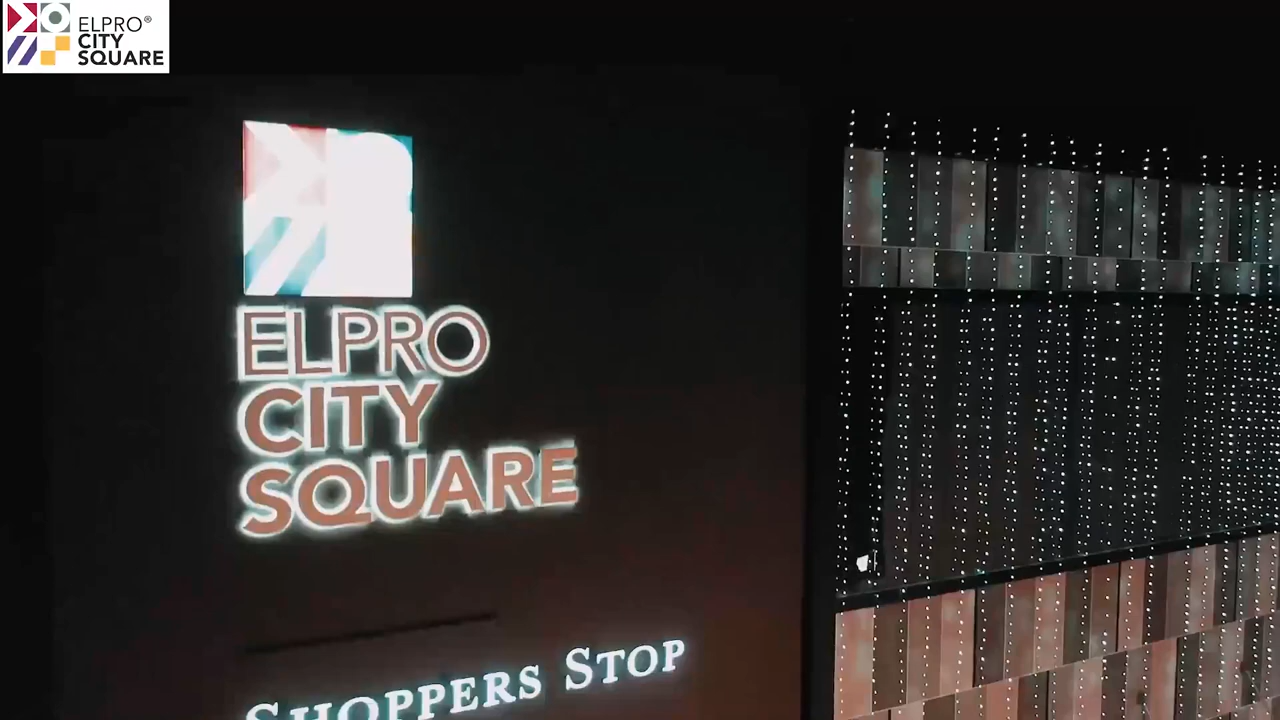 ELPRO®
CITY
SQUARE
ELPRO
CITY
SQUARE
SHOPPERS STOP